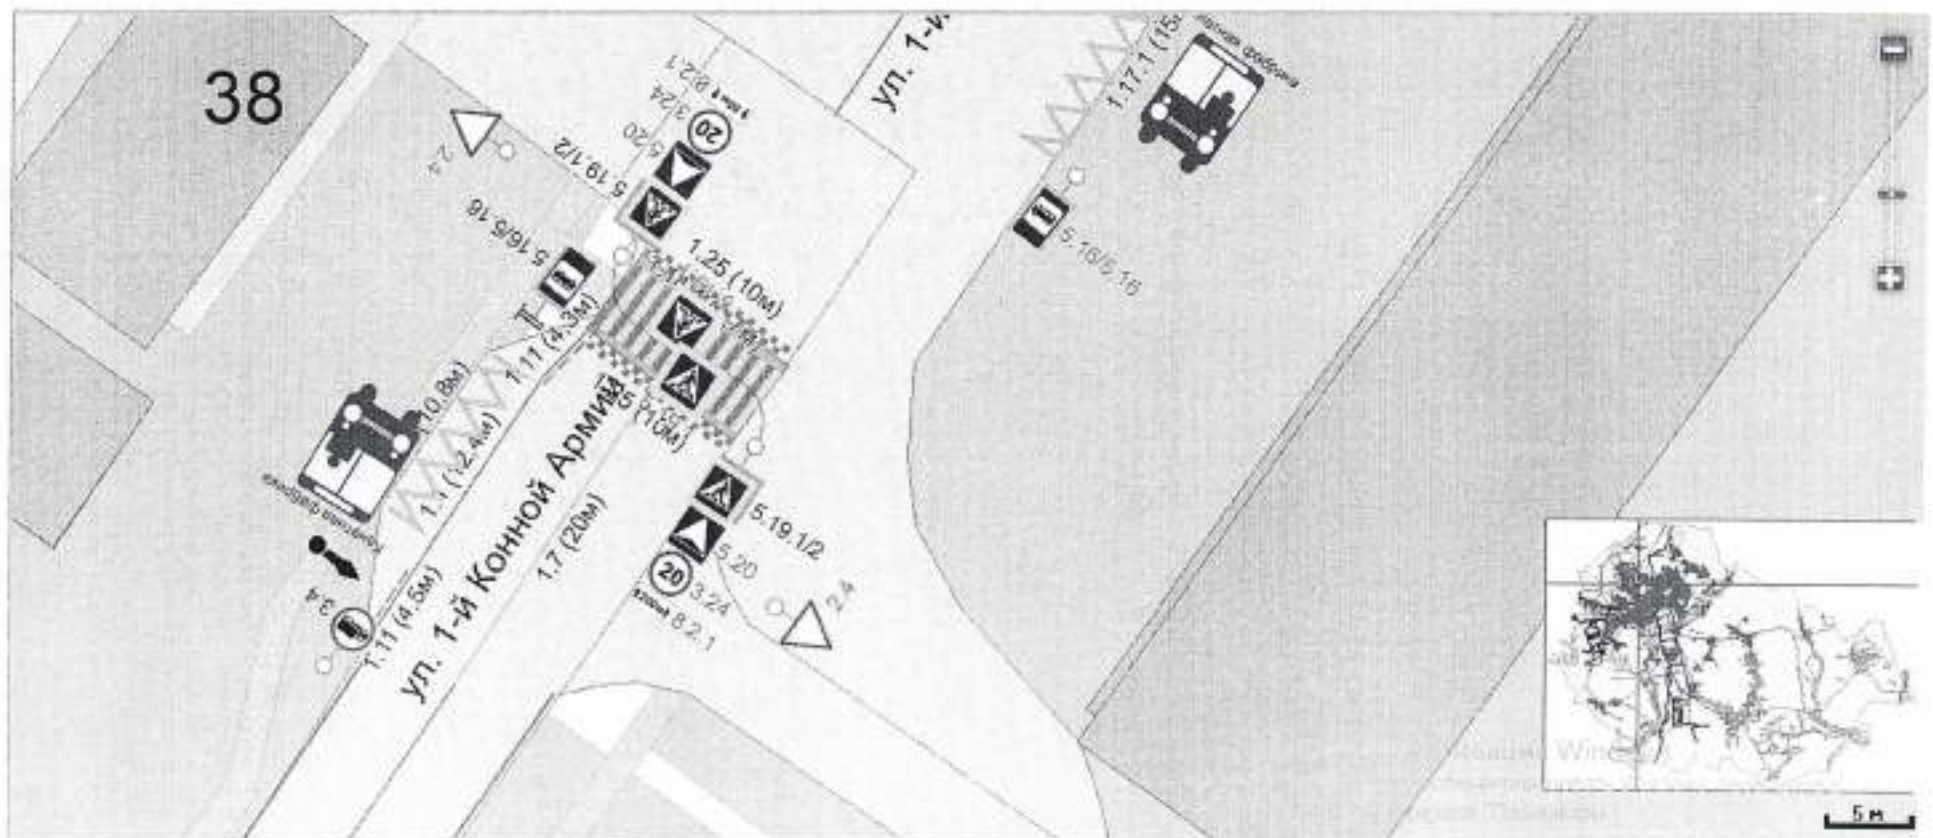 38
ул. 1-й
1.17.1 (15
8.2.1
3.24
20
5.20
5.19.1/2
2.4
5.16/5.16
1.25 (10м)
5.16/5.16
1.11 (4.3м)
(10.8м)
1.1 (12.4м)
(10м)
ул. 1-й Конной Армии
1.7 (20м)
5.19.1/2
5.20
20
3.24
8.2.1
2.4
3.4
1.11 (4.5м)
5 м